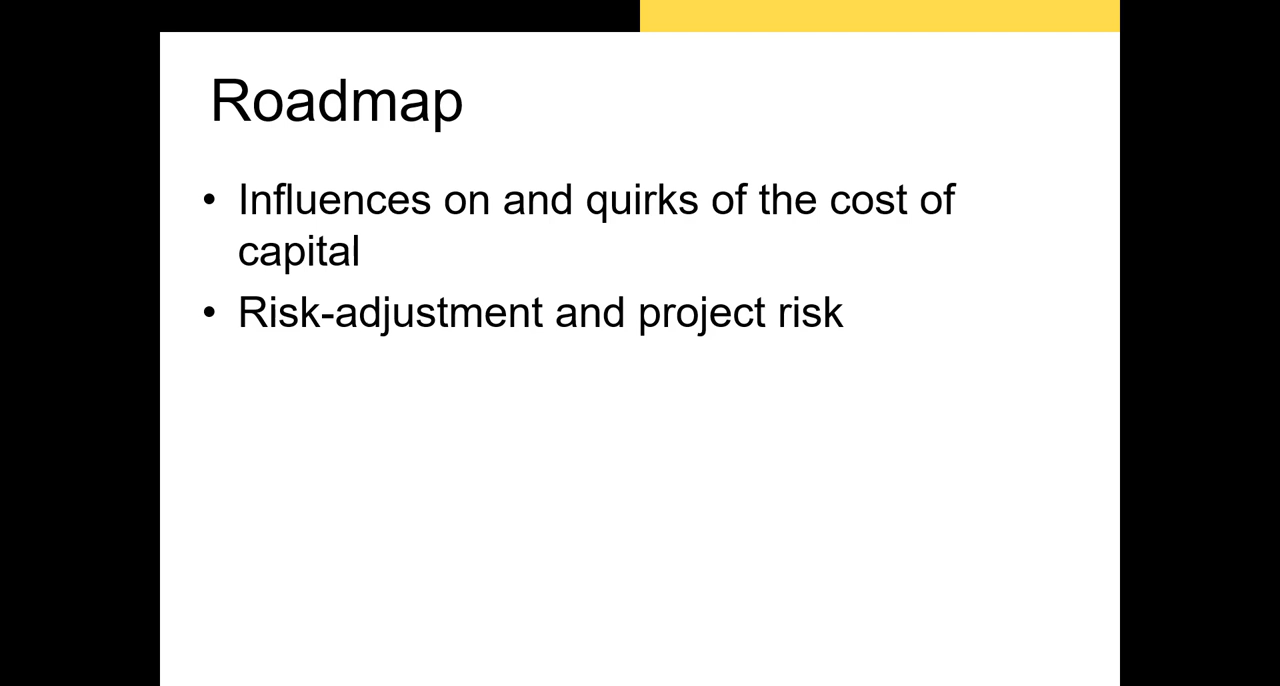 Roadmap
• Influences on and quirks of the cost of
capital
• Risk-adjustment and project risk